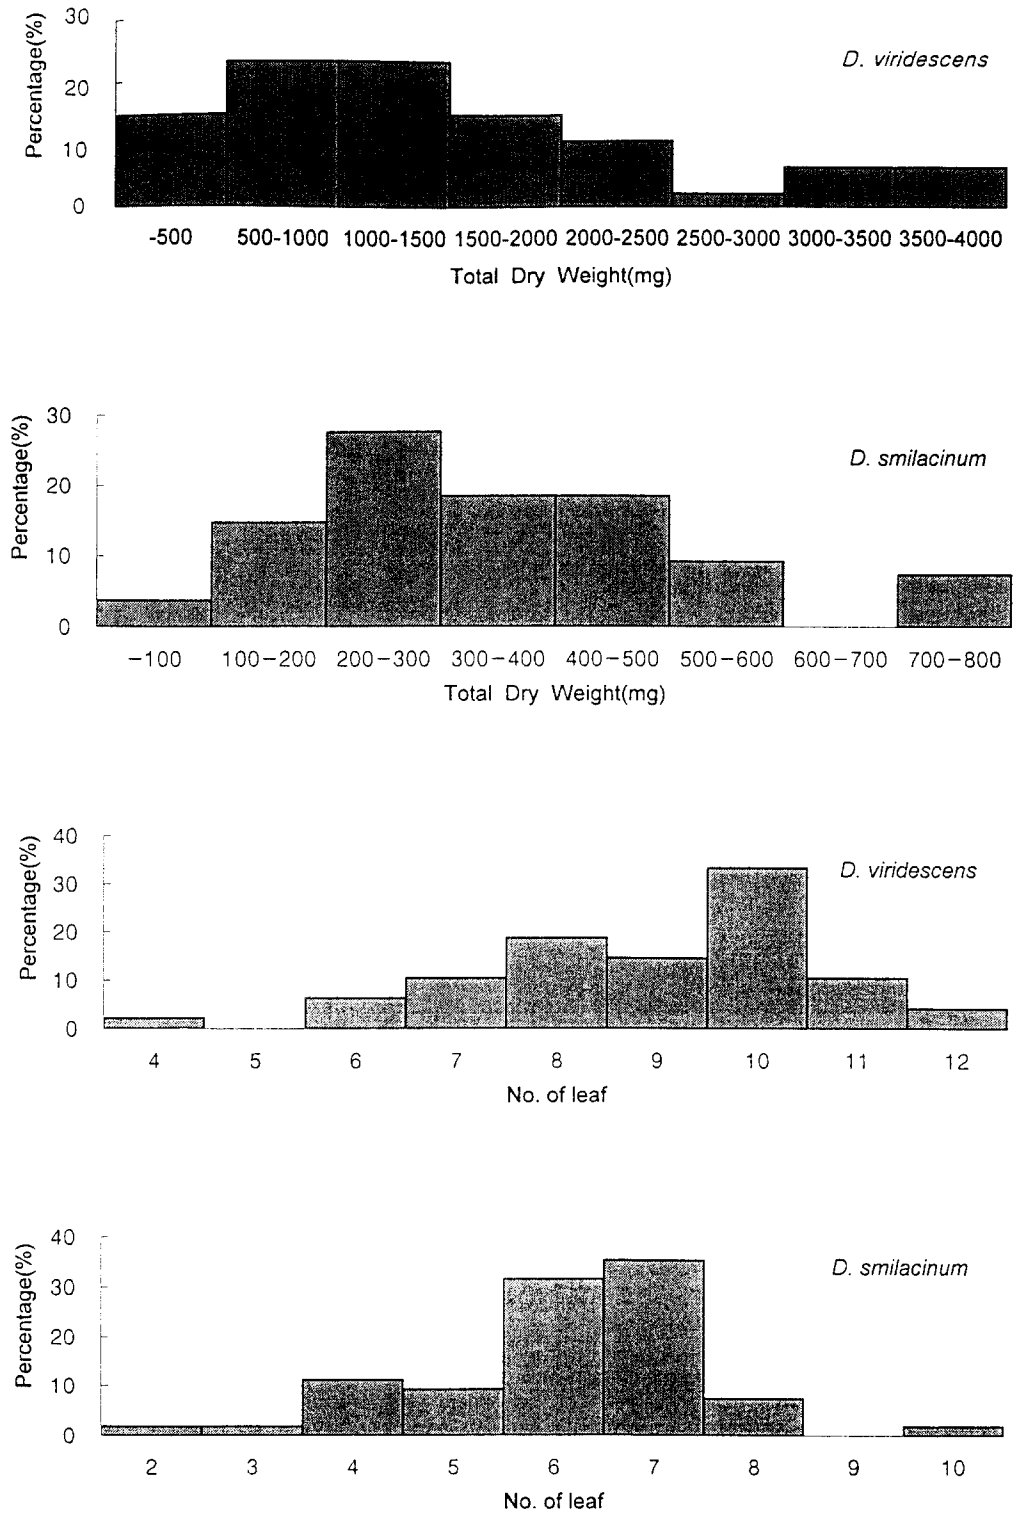 Percentage(%)
30
20
10
0
D. viridescens
-500 500-1000 1000-1500 1500-2000 2000-2500 2500-3000 3000-3500 3500-4000
Total Dry Weight(mg)
Percentage(%)
30
20
10
0
D. smilacinum
−100 100−200 200−300 300−400 400−500 500−600 600−700 700−800
Total Dry Weight(mg)
Percentage(%)
40
30
20
10
0
D. viridescens
4 5 6 7 8 9 10 11 12
No. of leaf
Percentage(%)
40
30
20
10
0
D. smilacinum
2 3 4 5 6 7 8 9 10
No. of leaf